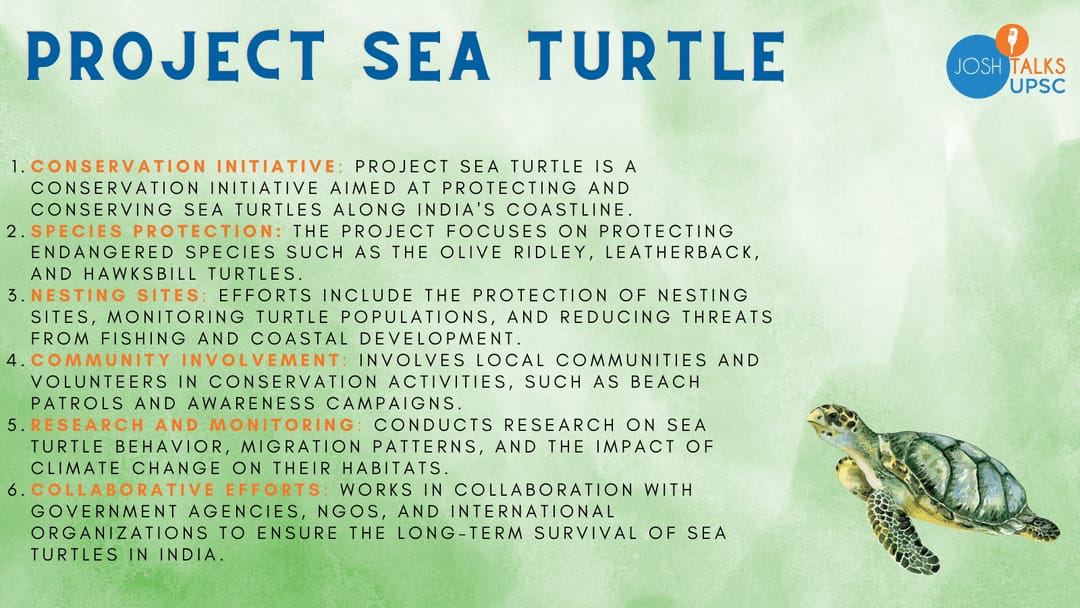 PROJECT SEA TURTLE
JOSH TALKS
UPSC
1. CONSERVATION INITIATIVE: PROJECT SEA TURTLE IS A
CONSERVATION INITIATIVE AIMED AT PROTECTING AND
CONSERVING SEA TURTLES ALONG INDIA'S COASTLINE.
2. SPECIES PROTECTION: THE PROJECT FOCUSES ON PROTECTING
ENDANGERED SPECIES SUCH AS THE OLIVE RIDLEY, LEATHERBACK,
AND HAWKSBILL TURTLES.
3. NESTING SITES: EFFORTS INCLUDE THE PROTECTION OF NESTING
SITES, MONITORING TURTLE POPULATIONS, AND REDUCING THREATS
FROM FISHING AND COASTAL DEVELOPMENT.
4. COMMUNITY INVOLVEMENT: INVOLVES LOCAL COMMUNITIES AND
VOLUNTEERS IN CONSERVATION ACTIVITIES, SUCH AS BEACH
PATROLS AND AWARENESS CAMPAIGNS.
5. RESEARCH AND MONITORING: CONDUCTS RESEARCH ON SEA
TURTLE BEHAVIOR, MIGRATION PATTERNS, AND THE IMPACT OF
CLIMATE CHANGE ON THEIR HABITATS.
6. COLLABORATIVE EFFORTS: WORKS IN COLLABORATION WITH
GOVERNMENT AGENCIES, NGOS, AND INTERNATIONAL
ORGANIZATIONS TO ENSURE THE LONG-TERM SURVIVAL OF SEA
TURTLES IN INDIA.